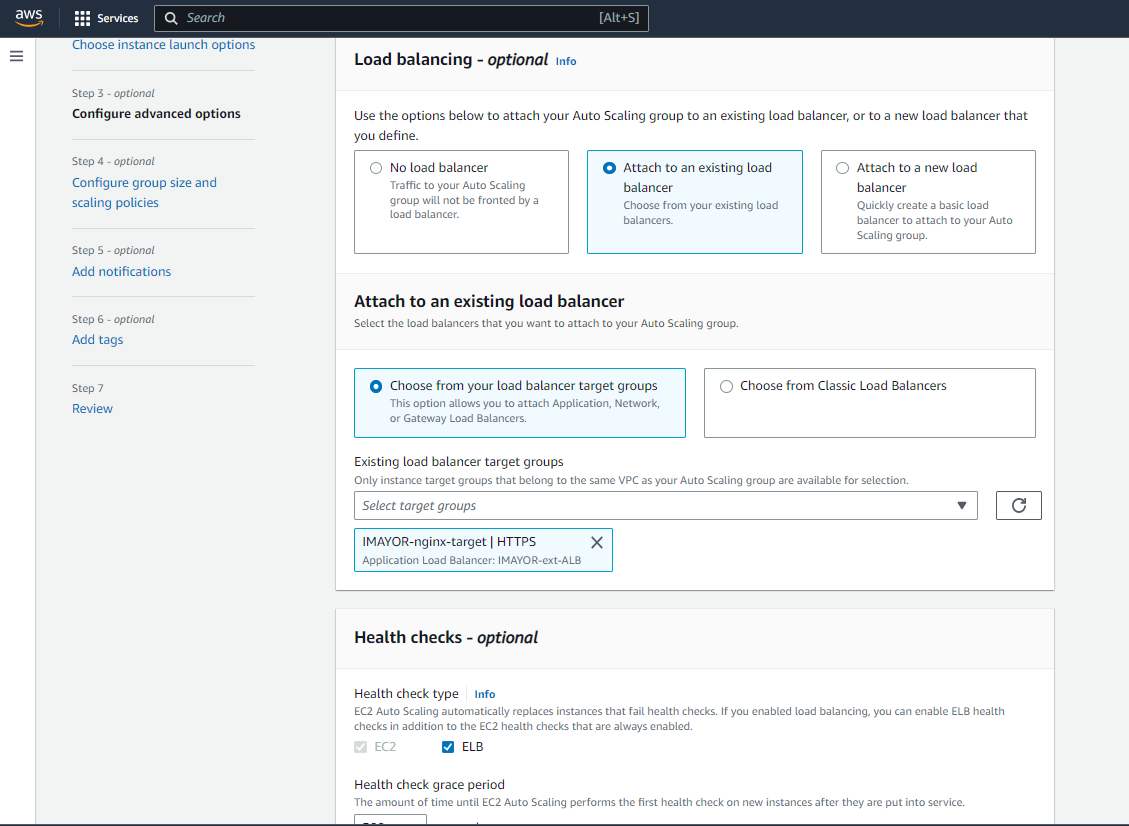 aws
Services
Search
[Alt+S]
Choose instance launch options
Step 3 - optional
Configure advanced options
Step 4 - optional
Configure group size and
scaling policies
Step 5 - optional
Add notifications
Step 6 - optional
Add tags
Step 7
Review
Load balancing - optional Info
Use the options below to attach your Auto Scaling group to an existing load balancer, or to a new load balancer that
you define.
No load balancer
Traffic to your Auto Scaling
group will not be fronted by a
load balancer.
Attach to an existing load
balancer
Choose from your existing load
balancers.
Attach to a new load
balancer
Quickly create a basic load
balancer to attach to your Auto
Scaling group.
Attach to an existing load balancer
Select the load balancers that you want to attach to your Auto Scaling group.
Choose from your load balancer target groups
This option allows you to attach Application, Network,
or Gateway Load Balancers.
Choose from Classic Load Balancers
Existing load balancer target groups
Only instance target groups that belong to the same VPC as your Auto Scaling group are available for selection.
Select target groups
IMAYOR-nginx-target | HTTPS
Application Load Balancer: IMAYOR-ext-ALB
Health checks - optional
Health check type Info
EC2 Auto Scaling automatically replaces instances that fail health checks. If you enabled load balancing, you can enable ELB health
checks in addition to the EC2 health checks that are always enabled.
EC2
ELB
Health check grace period
The amount of time until EC2 Auto Scaling performs the first health check on new instances after they are put into service.